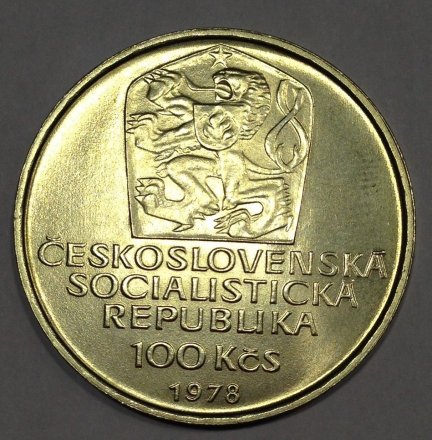 ČESKOSLOVENSKÁ
SOCIALISTICKÁ
REPUBLIKA
100 Kčs
1978